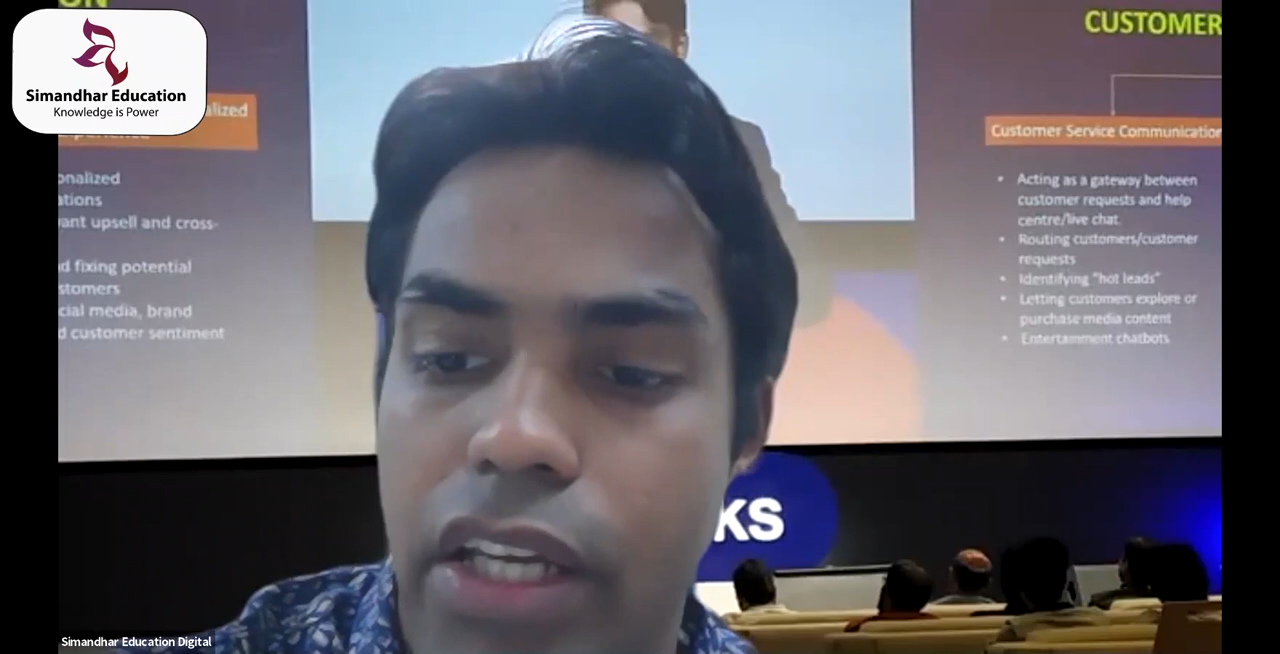 ON
Simandhar Education
Knowledge is Power
alized
onalized
ations
vant upsell and cross-
d fixing potential
stomers
cial media, brand
d customer sentiment
CUSTOMER
Customer Service Communication
• Acting as a gateway between
customer requests and help
centre/live chat.
• Routing customers/customer
requests
• Identifying "hot leads"
• Letting customers explore or
purchase media content
• Entertainment chatbots
KS
Simandhar Education Digital